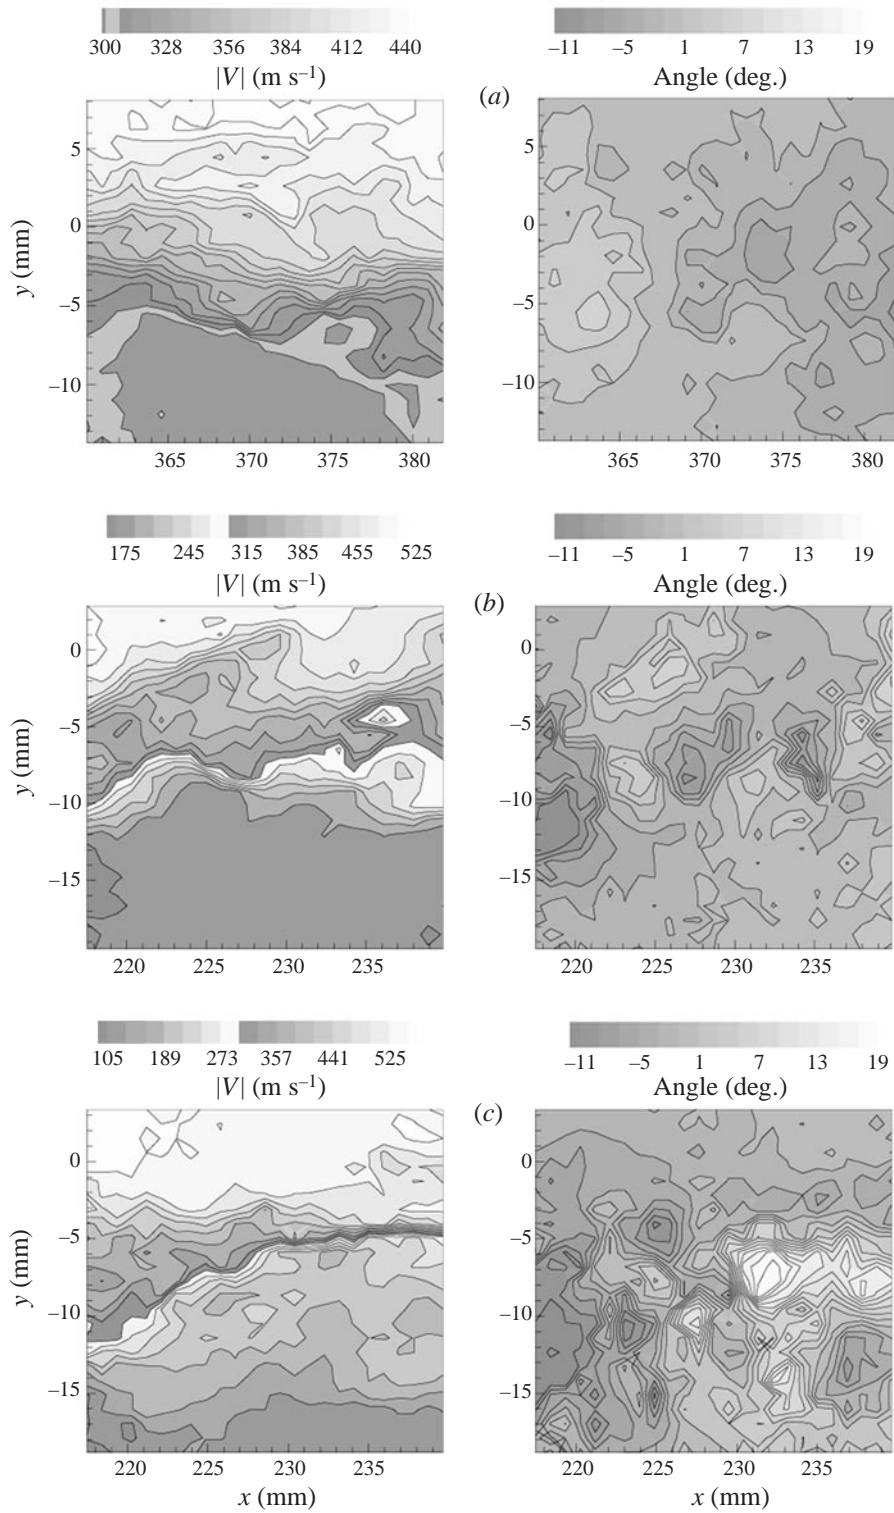 300 328 356 384 412 440
|V| (m s⁻¹)
–11 –5 1 7 13 19
Angle (deg.)
(a)
y (mm)
5
0
–5
–10
365 370 375 380
0
–5
–10
365 370 375 380
175 245 315 385 455 525
|V| (m s⁻¹)
–11 –5 1 7 13 19
Angle (deg.)
(b)
y (mm)
0
–5
–10
–15
220 225 230 235
0
–5
–10
–15
220 225 230 235
105 189 273 357 441 525
|V| (m s⁻¹)
–11 –5 1 7 13 19
Angle (deg.)
(c)
y (mm)
0
–5
–10
–15
220 225 230 235
x (mm)
0
–5
–10
–15
220 225 230 235
x (mm)